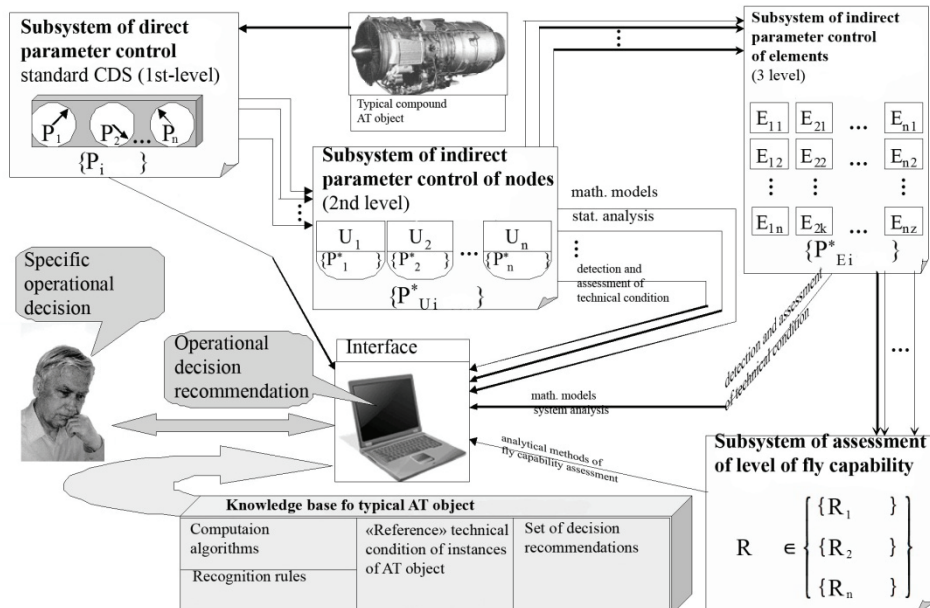 Subsystem of direct
parameter control
standard CDS (1st-level)
P1 P2 ... Pn
{Pi }
Typical compound
AT object
Subsystem of indirect
parameter control
of elements
(3 level)
E11 E21 ... En1
E12 E22 ... En2
E1n E2k ... Enz
{P*Ei }
Subsystem of indirect
parameter control of nodes
(2nd level)
U1 U2 ... Un
{P*1 } {P*2 } {P*n }
{P*Ui }
math. models
stat. analysis
detection and
assessment of
technical condition
detection and assessment
of technical condition
Specific
operational
decision
Operational
decision
recommendation
Interface
math. models
system analysis
analytical methods of
fly capability assessment
...
Subsystem of assessment
of level of fly capability
R ∈ { {R1 }
{R2 }
{Rn } }
Knowledge base fo typical AT object
Computaion
algorithms
Recognition rules
«Reference» technical
condition of instances
of AT object
Set of decision
recommendations